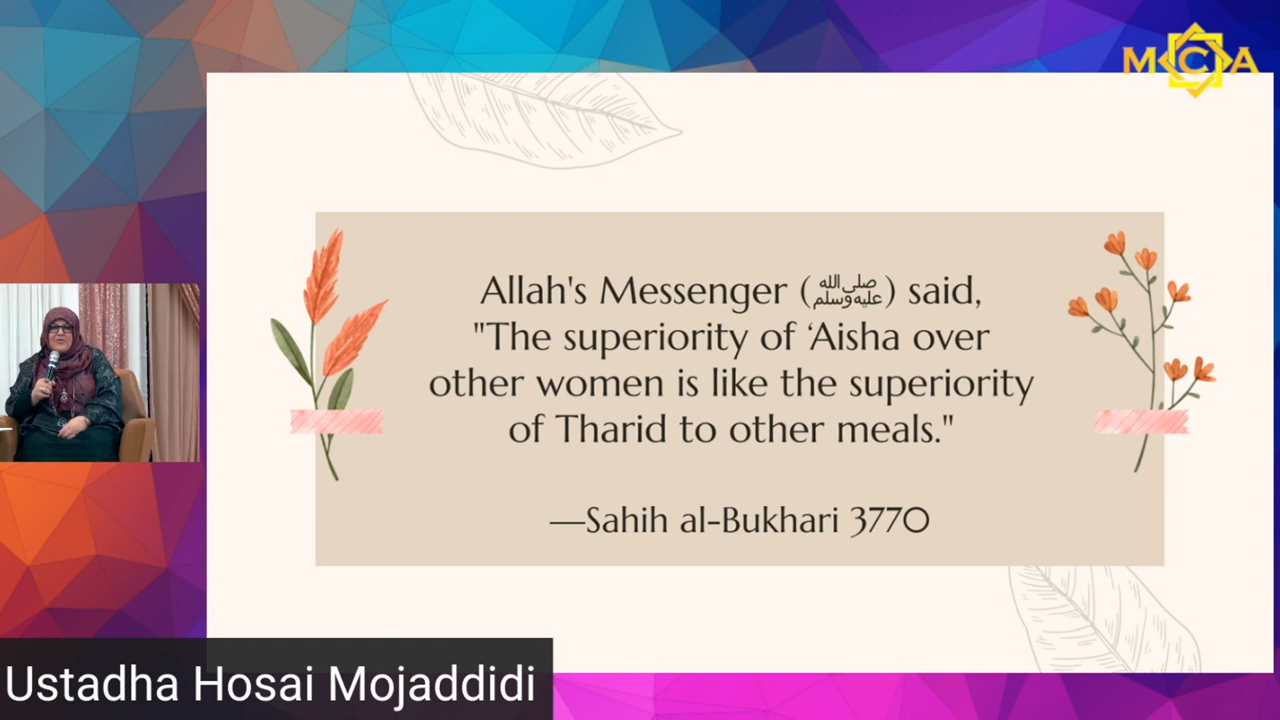 MCA
Allah's Messenger (ﷺ) said,
"The superiority of ‘Aisha over
other women is like the superiority
of Tharid to other meals."
—Sahih al-Bukhari 3770
Ustadha Hosai Mojaddidi